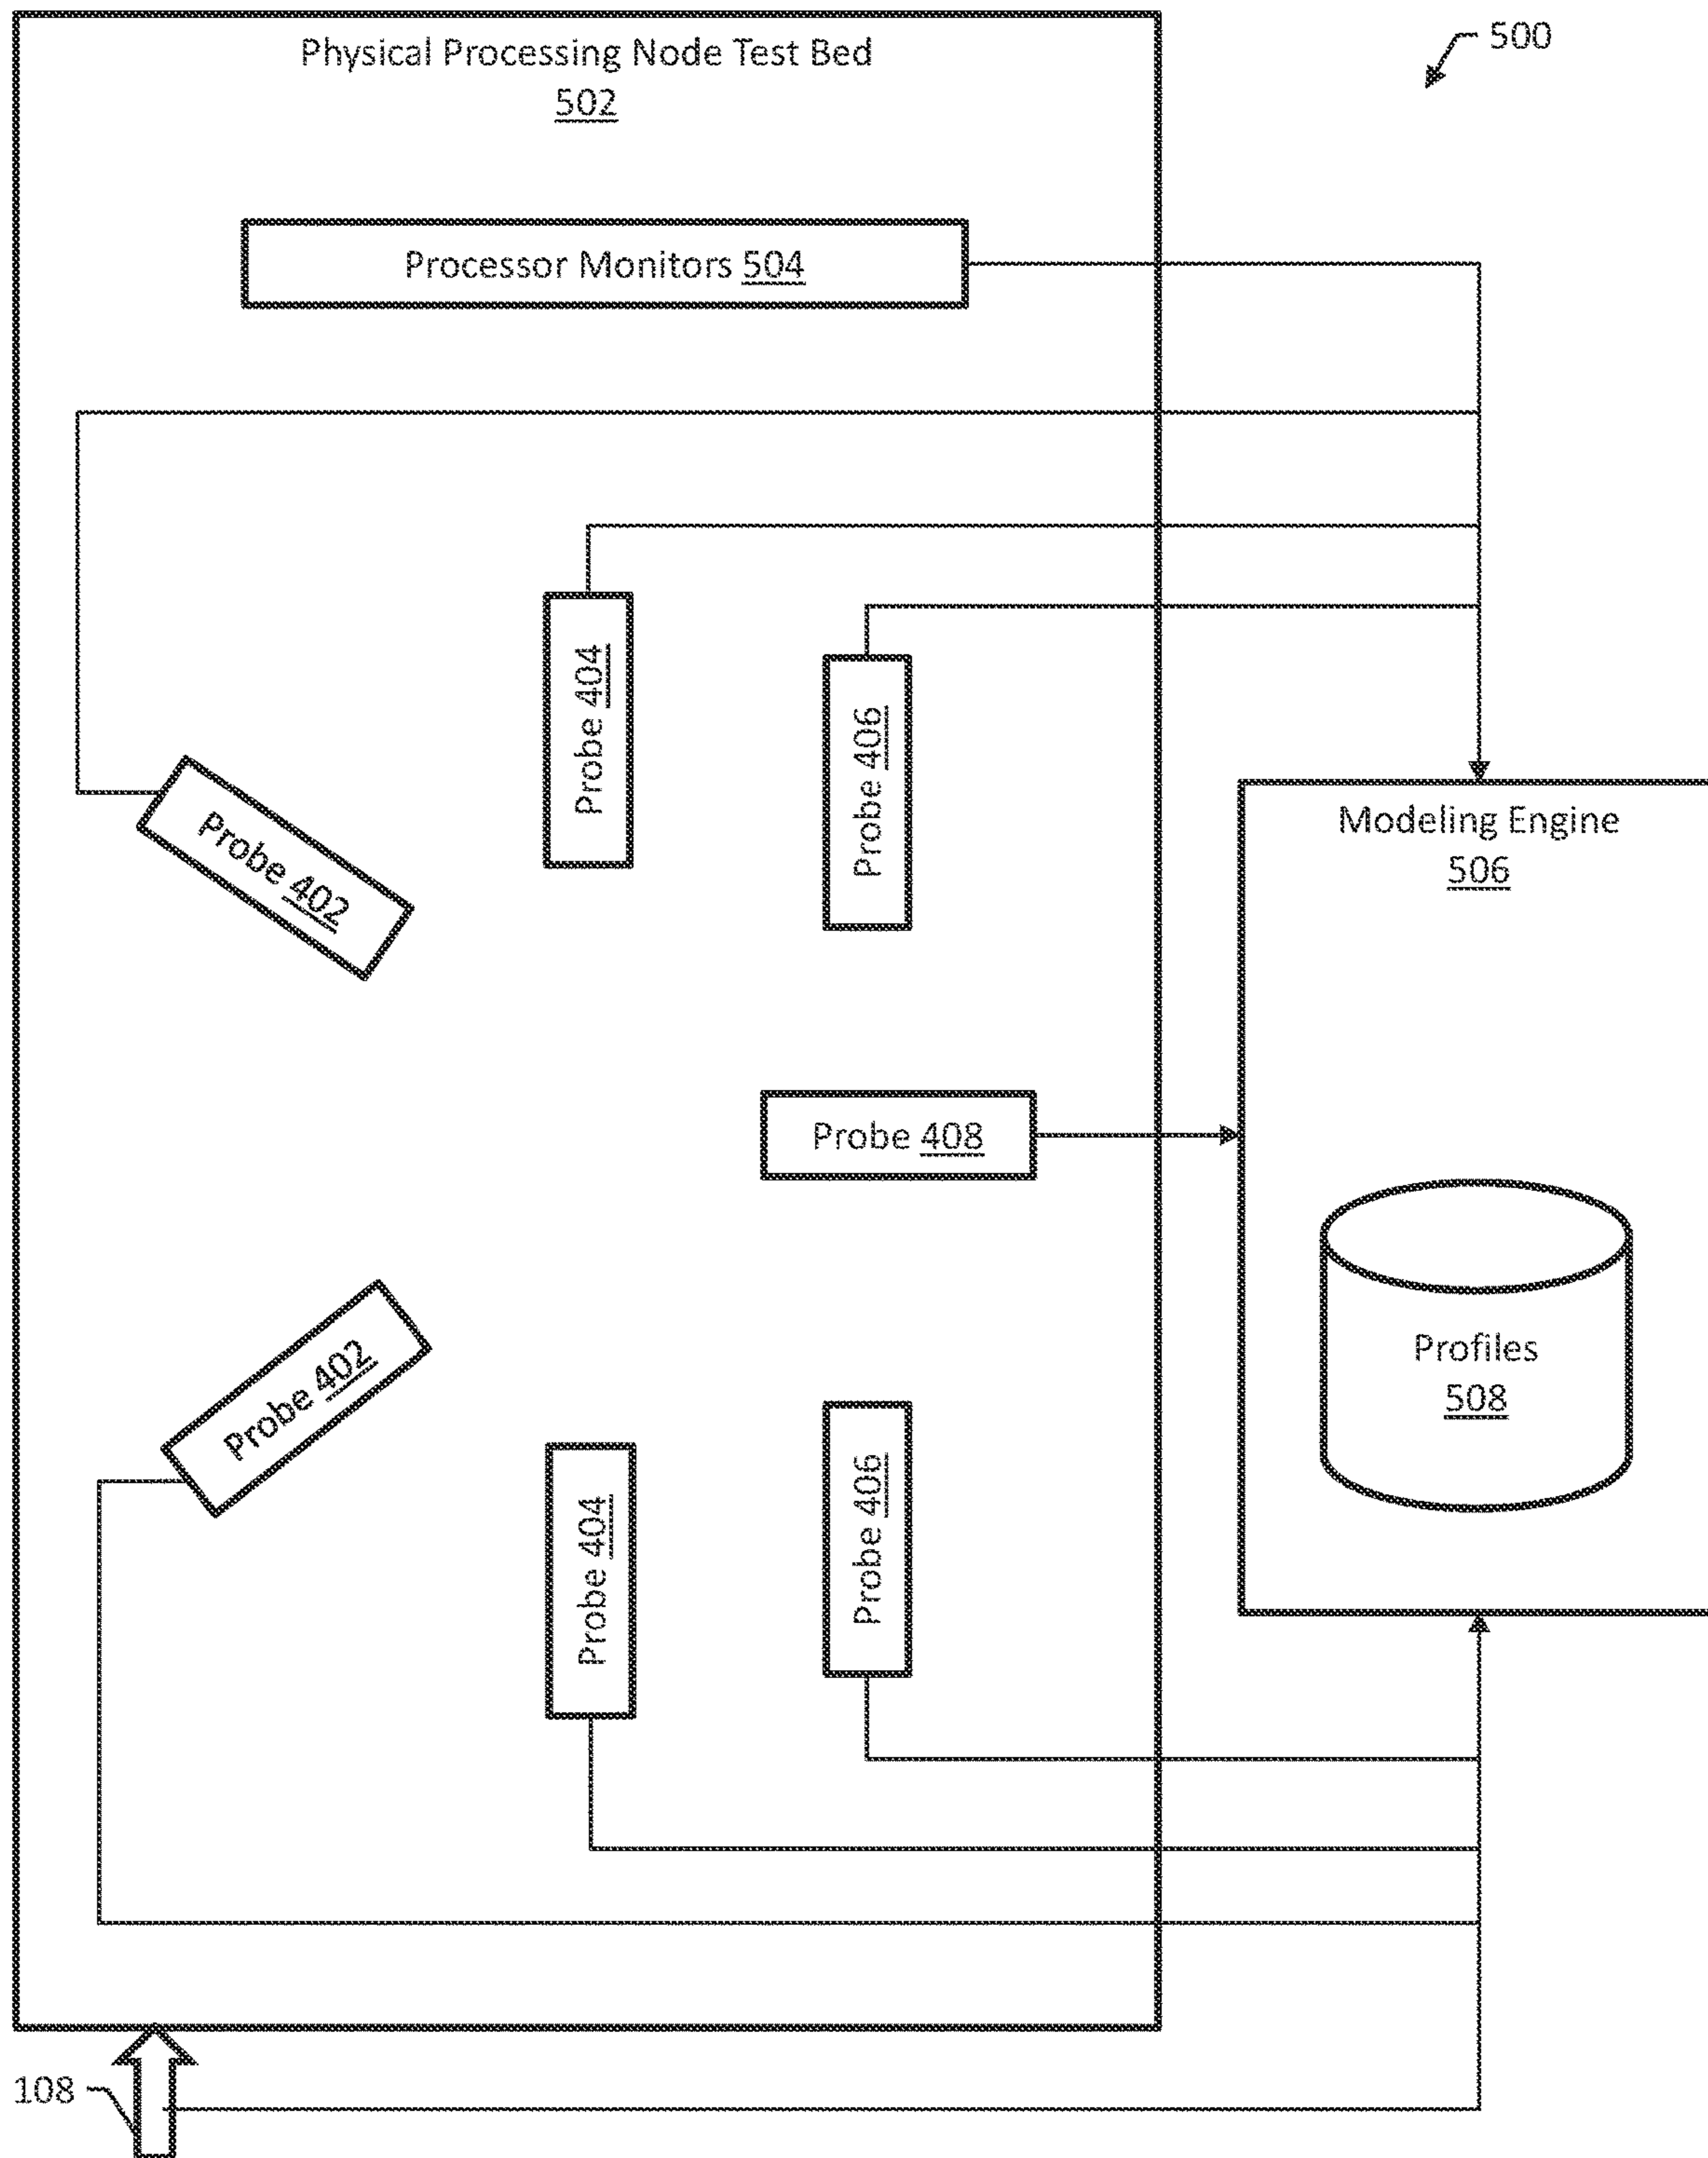 Physical Processing Node Test Bed
502
500
Processor Monitors 504
Probe 404
Probe 406
Probe 402
Modeling Engine
506
Probe 408
Profiles
508
Probe 402
Probe 404
Probe 406
108